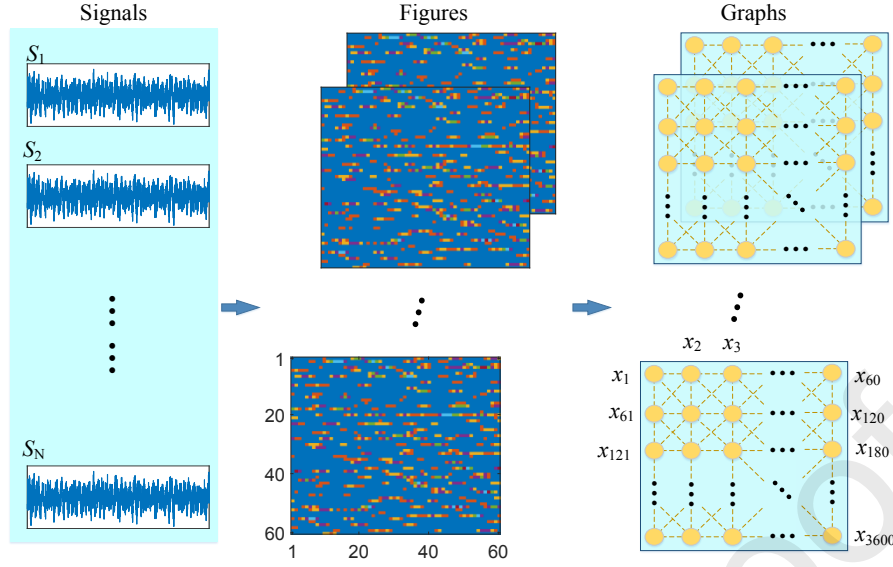 Signals
Figures
Graphs
S1
S2
SN
1
20
40
60
1
20
40
60
x2
x3
x1
x60
x61
x120
x121
x180
x3600